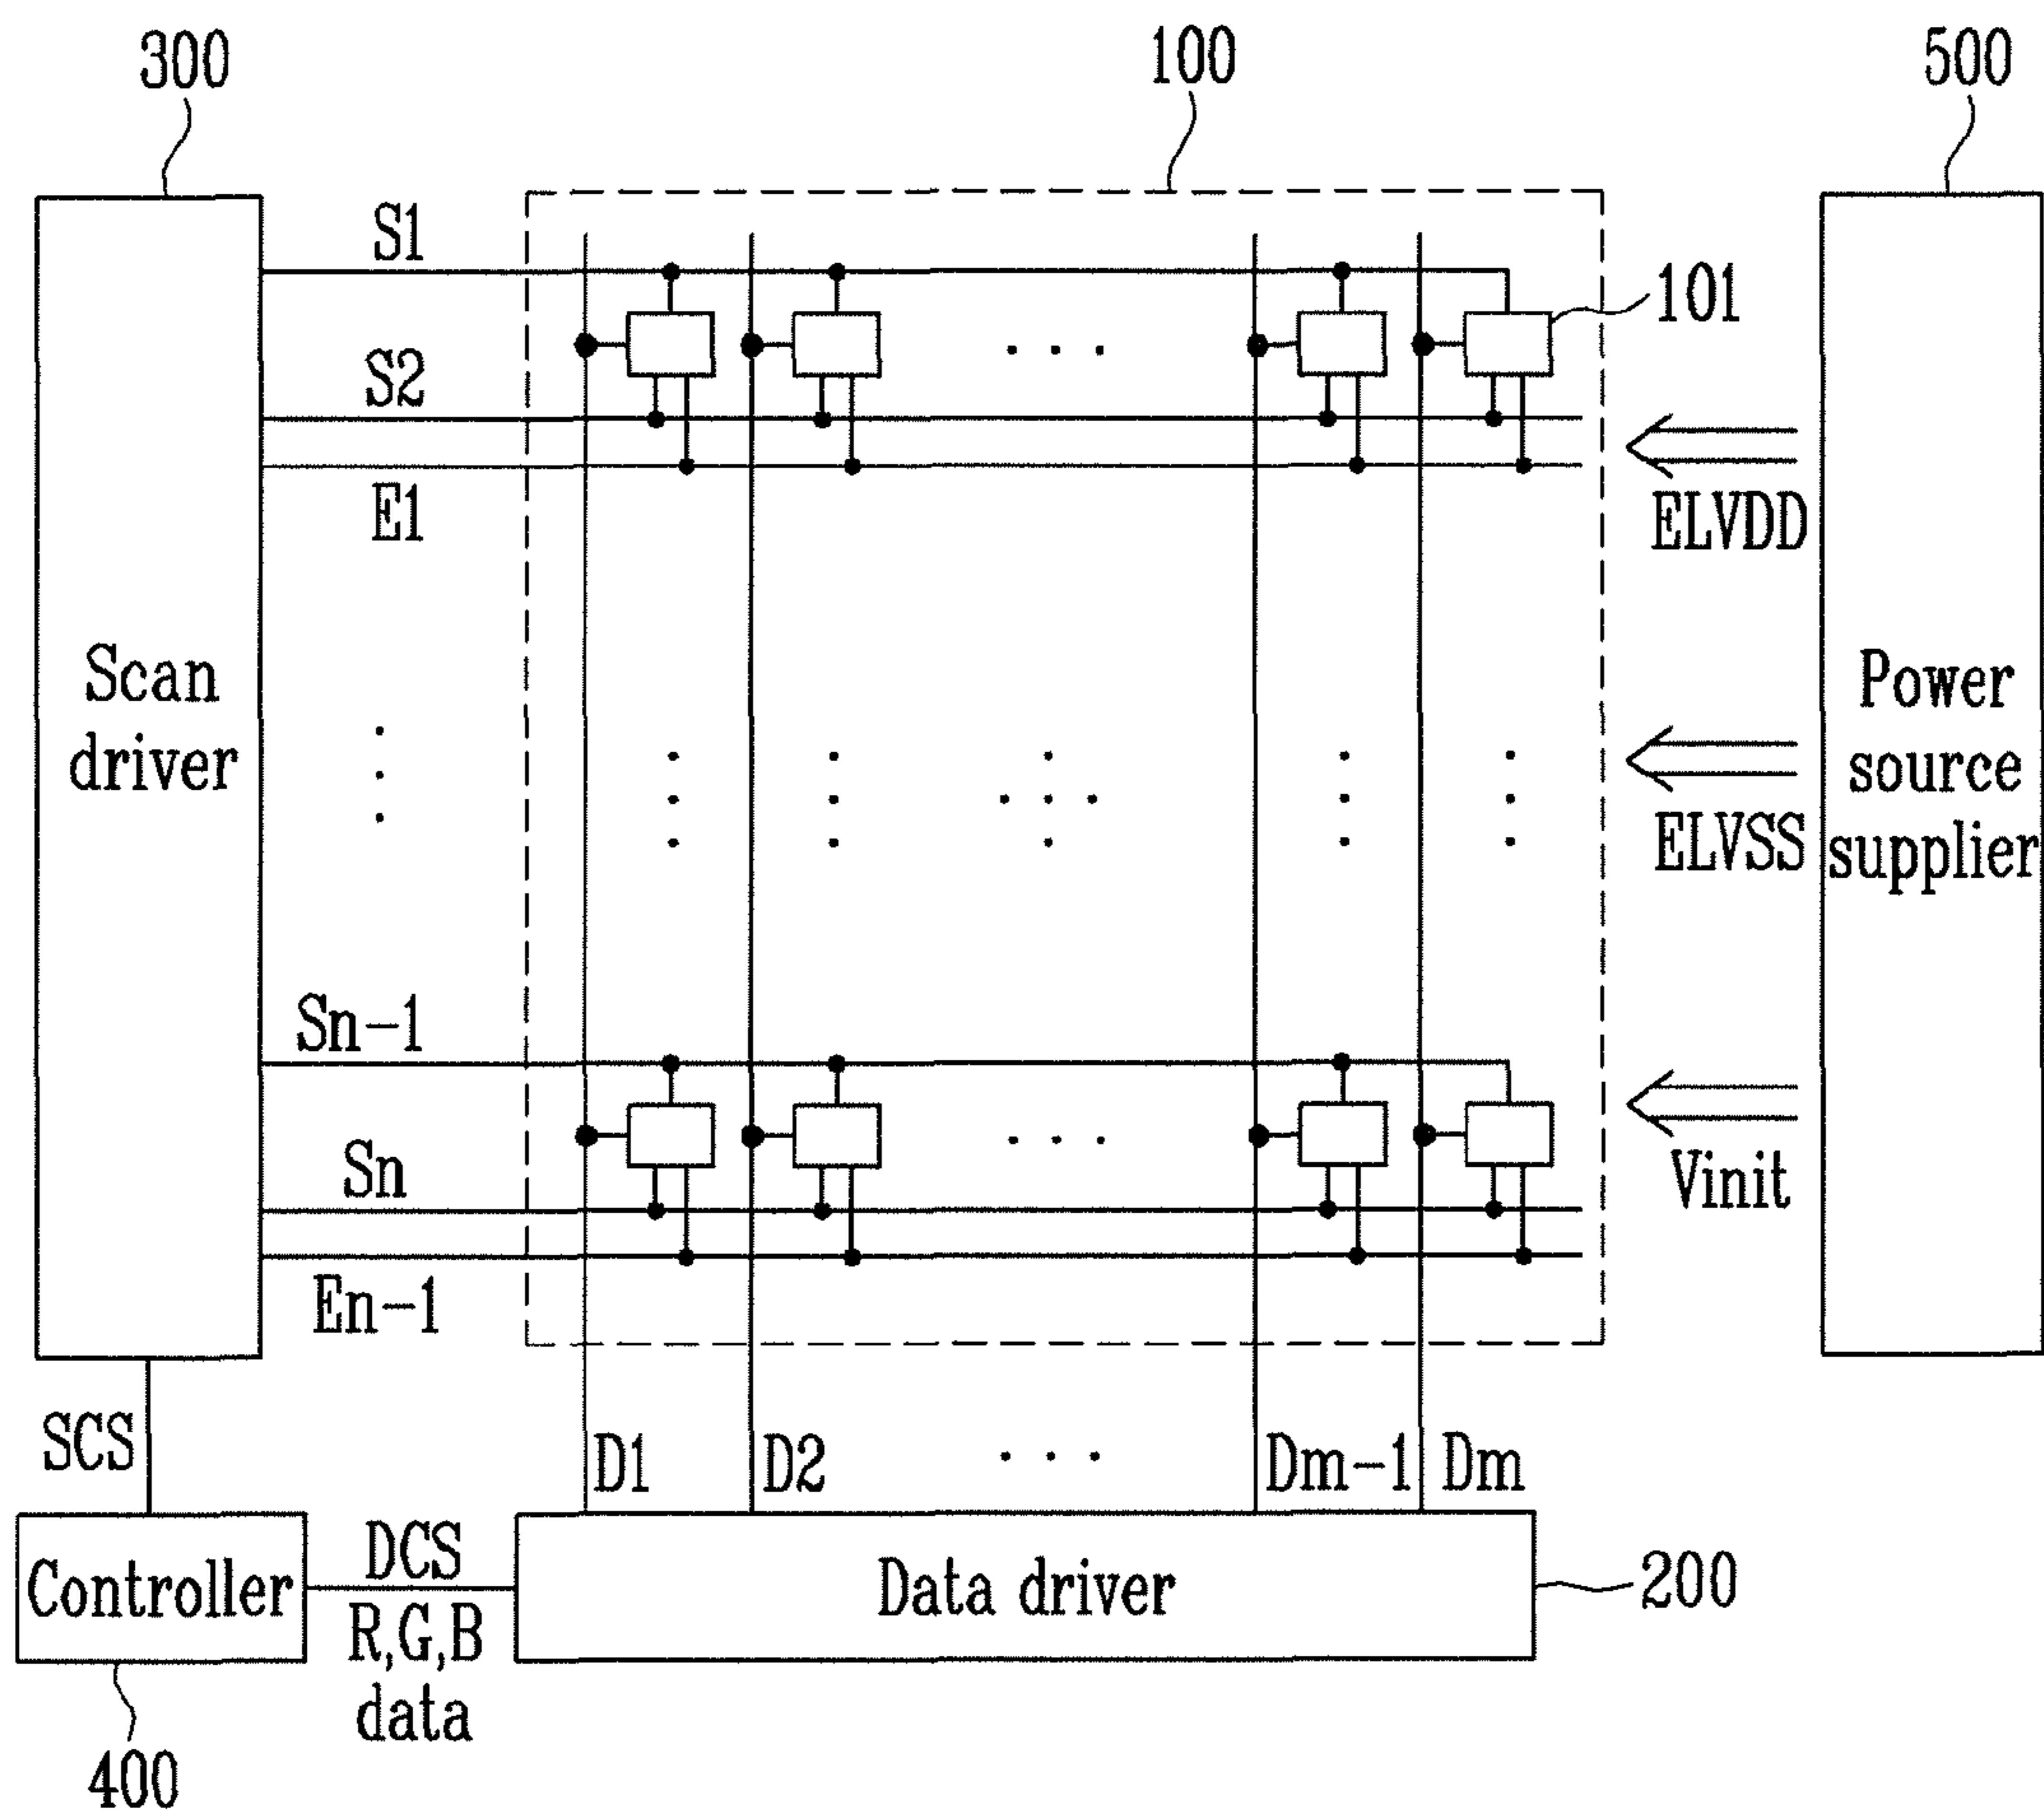 300
100
500
S1
101
S2
E1
ELVDD
Scan
driver
Power
source
supplier
ELVSS
Sn-1
Sn
Vinit
En-1
SCS
D1
D2
Dm-1
Dm
Controller
DCS
R,G,B
data
Data driver
200
400